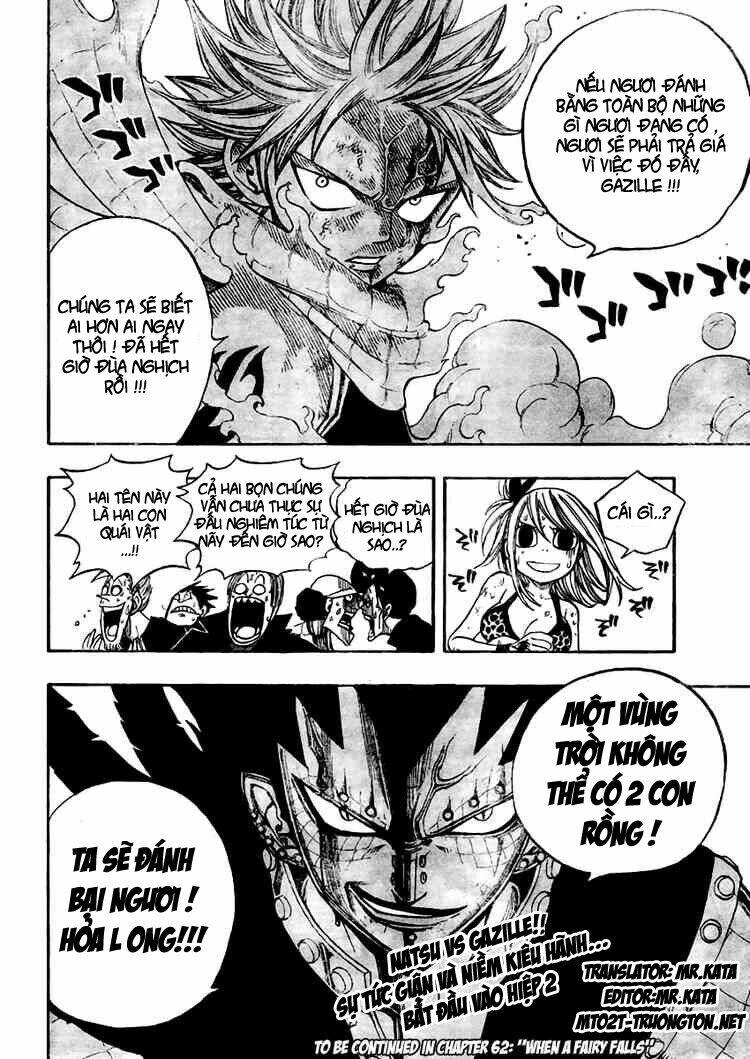 NẾU NGƯƠI ĐÁNH
BẰNG TOÀN BỘ NHỮNG
GÌ NGƯƠI ĐANG CÓ ,
NGƯƠI SẼ PHẢI TRẢ GIÁ
VÌ VIỆC ĐÓ ĐẤY,
GAZILLE !!!
CHÚNG TA SẼ BIẾT
AI HƠN AI NGAY
THÔI ! ĐÃ HẾT
GIỜ ĐÙA NGHỊCH
RỒI !!!
ゴゴ
ゴゴゴ
CÁI GÌ..?
HẾT GIỜ ĐÙA
NGHỊCH LÀ
SAO..?
CẢ HAI BỌN CHÚNG
VẪN CHƯA THỰC SỰ
ĐẤU NGHIÊM TÚC TỪ
NÃY ĐẾN GIỜ SAO?
HAI TÊN NÀY
LÀ HAI CON
QUÁI VẬT
...!!
MỘT VÙNG
TRỜI KHÔNG
THỂ CÓ 2 CON
RỒNG !
TA SẼ ĐÁNH
BẠI NGƯƠI !
HỎA L ONG!!!
NATSU VS GAZILLE!!
SỰ TỨC GIẬN VÀ NIỀM KIÊU HÃNH...
BẮT ĐẦU VÀO HIỆP 2
TRANSLATOR: MR.KATA
EDITOR:MR.KATA
MTO2T-TRUONGTON.NET
TO BE CONTINUED IN CHAPTER 62: "WHEN A FAIRY FALLS"